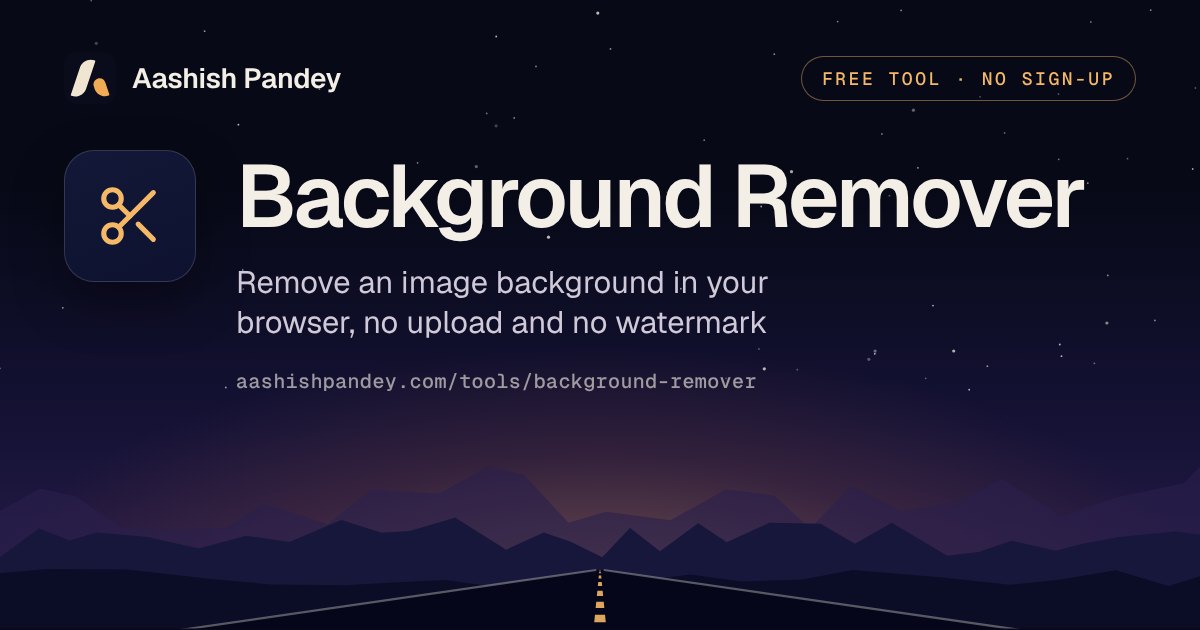 Aashish Pandey
FREE TOOL · NO SIGN-UP
Background Remover
Remove an image background in your
browser, no upload and no watermark
aashishpandey.com/tools/background-remover